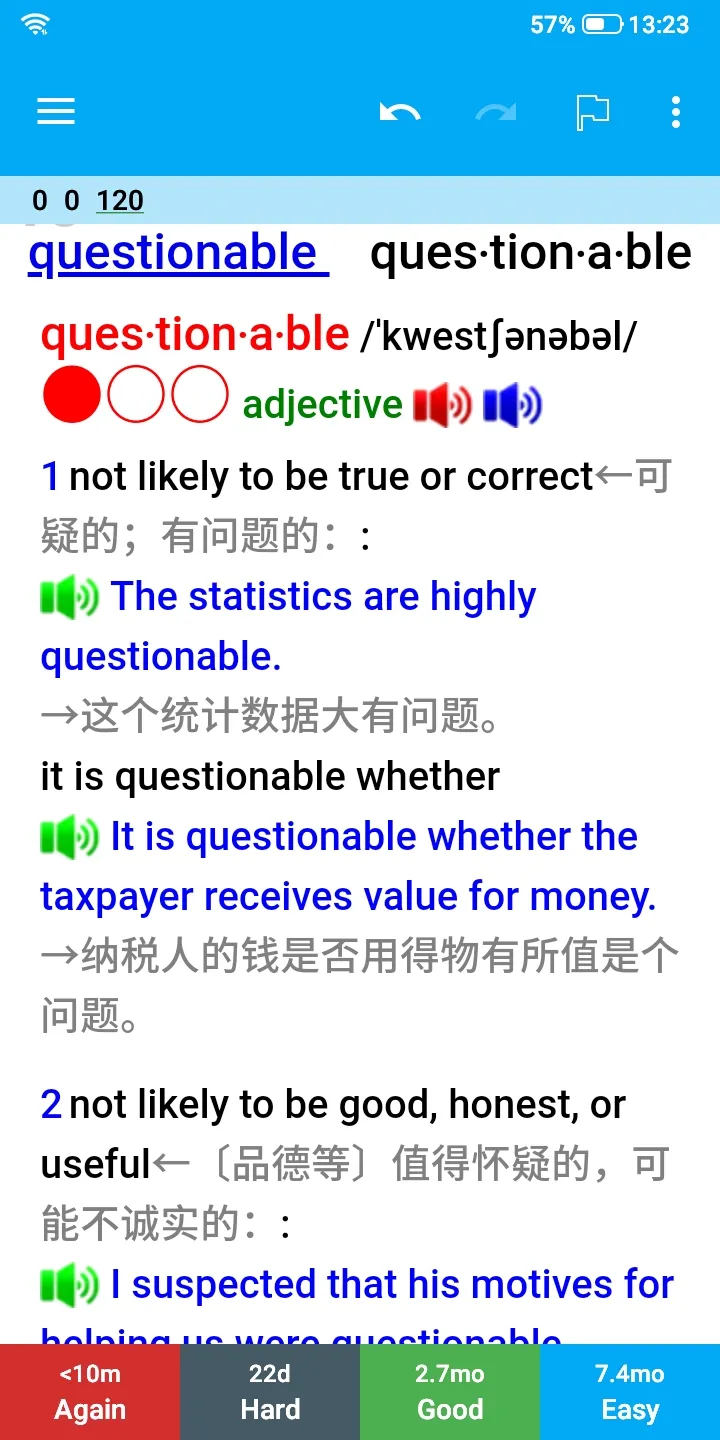 57% 13:23
0 0 120
questionable ques·tion·a·ble
ques·tion·a·ble /ˈkwestʃənəbəl/
adjective
1 not likely to be true or correct←可
疑的；有问题的：:
The statistics are highly
questionable.
→这个统计数据大有问题。
it is questionable whether
It is questionable whether the
taxpayer receives value for money.
→纳税人的钱是否用得物有所值是个
问题。
2 not likely to be good, honest, or
useful←〔品德等〕值得怀疑的，可
能不诚实的：:
I suspected that his motives for
helping us were questionable.
<10m 22d 2.7mo 7.4mo
Again Hard Good Easy